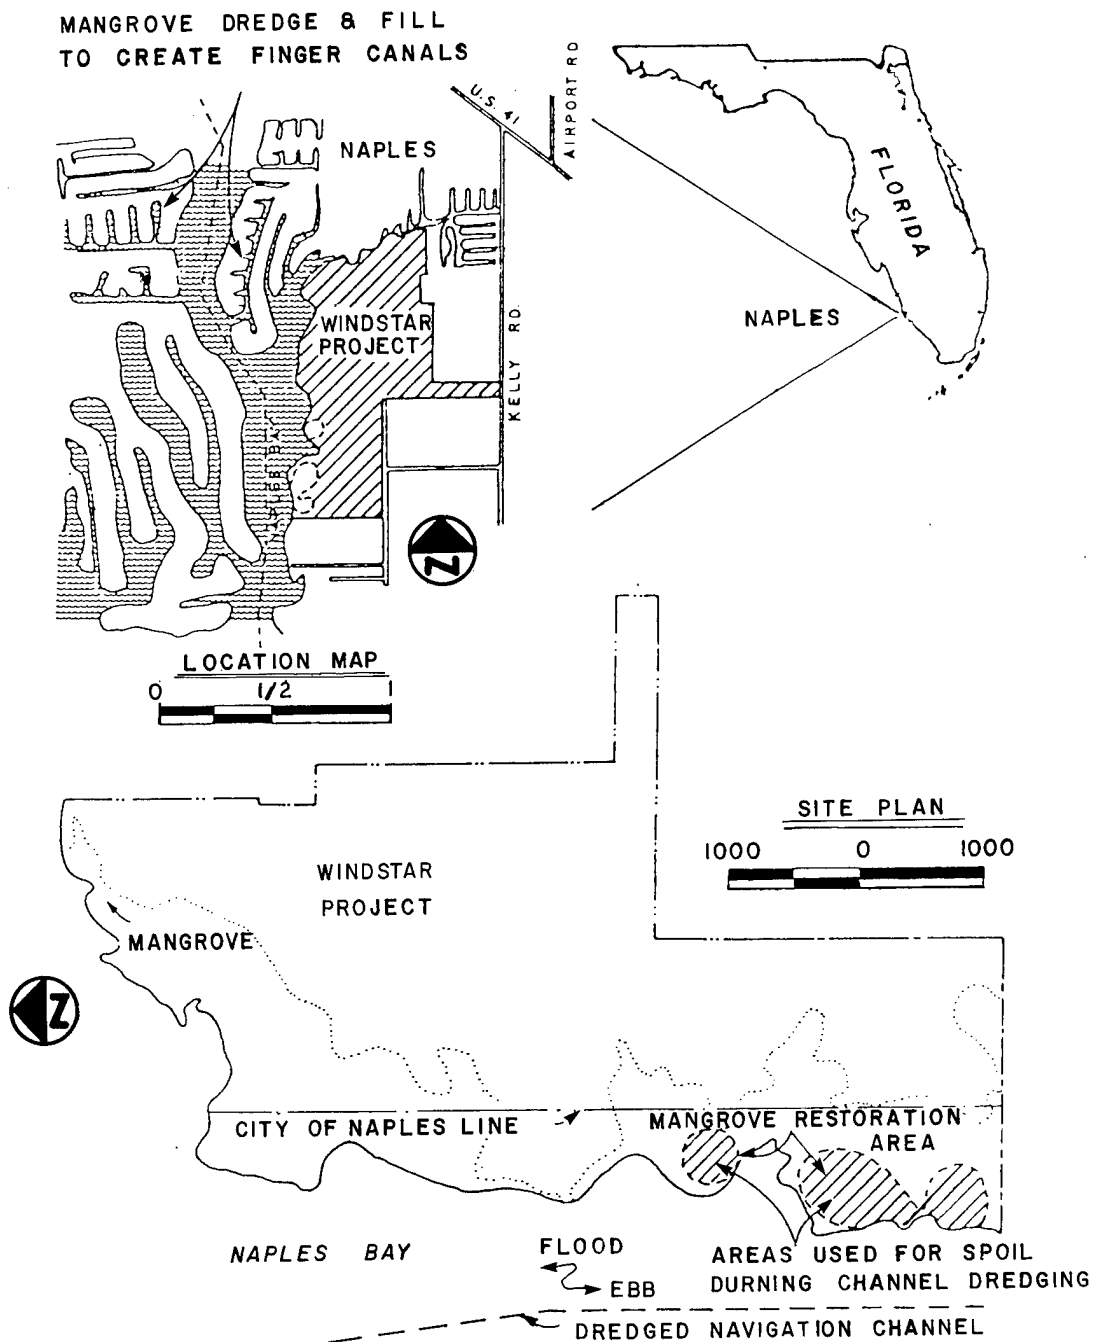 MANGROVE DREDGE & FILL
TO CREATE FINGER CANALS
U.S. 41
AIRPORT RD
NAPLES
FLORIDA
WINDSTAR
PROJECT
KELLY RD.
NAPLES
NAPLES BAY
N
LOCATION MAP
0 1/2 1
SITE PLAN
1000 0 1000
WINDSTAR
PROJECT
MANGROVE
N
CITY OF NAPLES LINE
MANGROVE RESTORATION
AREA
NAPLES BAY
FLOOD
EBB
AREAS USED FOR SPOIL
DURNING CHANNEL DREDGING
DREDGED NAVIGATION CHANNEL